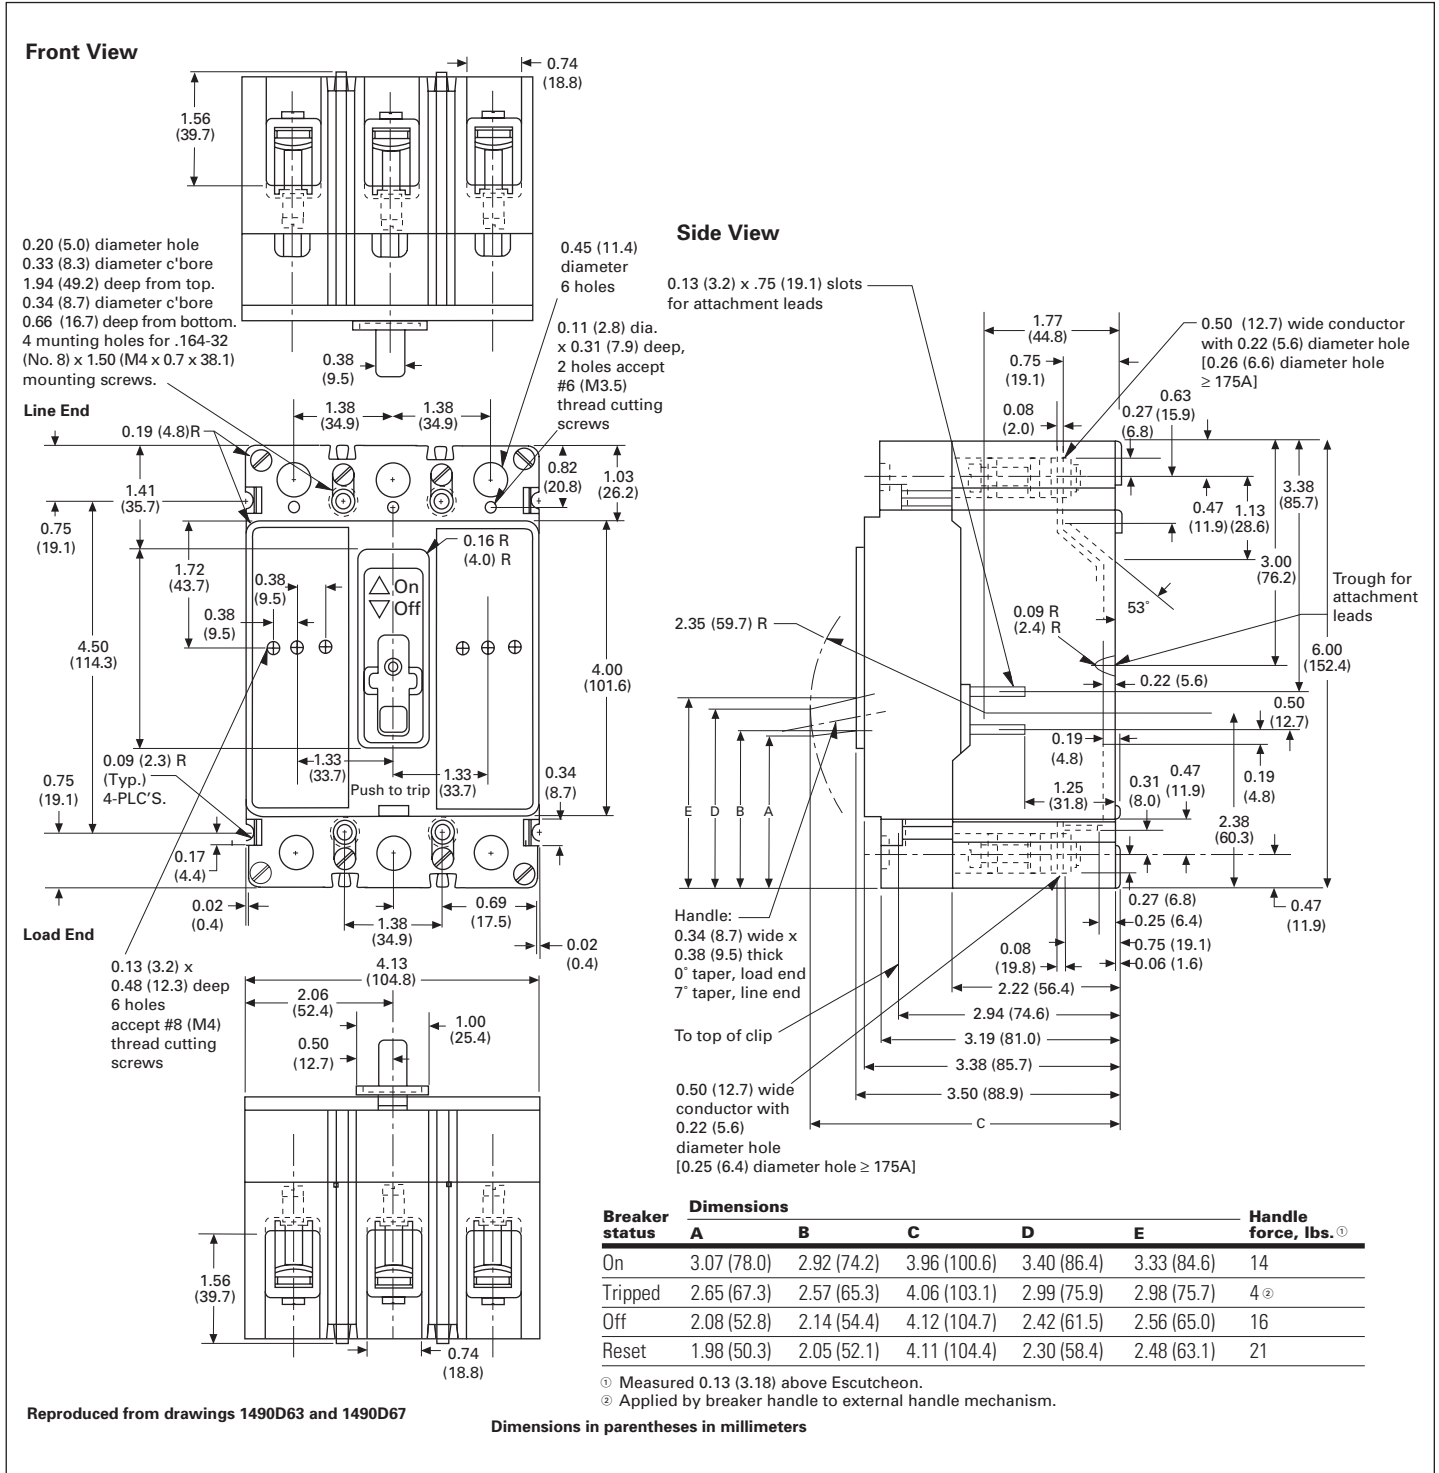 Front View
0.74
(18.8)
1.56
(39.7)
0.20 (5.0) diameter hole
0.33 (8.3) diameter c'bore
1.94 (49.2) deep from top.
0.34 (8.7) diameter c'bore
0.66 (16.7) deep from bottom.
4 munting holes for .164-32
(No. 8) x 1.50 (M4 x 0.7 x 38.1)
mounting screws.
0.45 (11.4)
diameter
6 holes
0.11 (2.8) dia.
x 0.31 (7.9) deep,
2 holes accept
#6 (M3.5)
thread cutting
screws
0.38
(9.5)
Line End
1.38
(34.9)
1.38
(34.9)
0.19 (4.8)R
1.41
(35.7)
0.82
(20.8)
1.03
(26.2)
0.75
(19.1)
0.16 R
(4.0) R
1.72
(43.7)
0.38
(9.5)
On
Off
0.38
(9.5)
4.50
(114.3)
4.00
(101.6)
0.09 (2.3) R
(Typ.)
4-PLC'S.
1.33
(33.7)
1.33
(33.7)
Push to trip
0.75
(19.1)
0.34
(8.7)
0.17
(4.4)
0.02
(0.4)
0.69
(17.5)
1.38
(34.9)
0.02
(0.4)
Load End
0.13 (3.2) x
0.48 (12.3) deep
6 holes
accept #8 (M4)
thread cutting
screws
4.13
(104.8)
2.06
(52.4)
1.00
(25.4)
0.50
(12.7)
1.56
(39.7)
0.74
(18.8)
Side View
0.13 (3.2) x .75 (19.1) slots
for attachment leads
1.77
(44.8)
0.75
(19.1)
0.50 (12.7) wide conductor
with 0.22 (5.6) diameter hole
[0.26 (6.6) diameter hole
≥ 175A]
0.08
(2.0)
0.27
(6.8)
0.63
(15.9)
3.38
(85.7)
0.47
(11.9)
1.13
(28.6)
3.00
(76.2)
Trough for
attachment
leads
53°
0.09 R
(2.4) R
2.35 (59.7) R
6.00
(152.4)
0.22 (5.6)
0.50
(12.7)
0.19
(4.8)
0.19
(4.8)
1.25
(31.8)
0.31
(8.0)
0.47
(11.9)
E D B A
2.38
(60.3)
0.27 (6.8)
0.47
(11.9)
0.25 (6.4)
0.08
(19.8)
0.75 (19.1)
0.06 (1.6)
Handle:
0.34 (8.7) wide x
0.38 (9.5) thick
0° taper, load end
7° taper, line end
2.22 (56.4)
2.94 (74.6)
To top of clip
3.19 (81.0)
3.38 (85.7)
3.50 (88.9)
C
0.50 (12.7) wide
conductor with
0.22 (5.6)
diameter hole
[0.25 (6.4) diameter hole ≥ 175A]
Breaker status Dimensions Handle force, lbs. ①
A B C D E
On 3.07 (78.0) 2.92 (74.2) 3.96 (100.6) 3.40 (86.4) 3.33 (84.6) 14
Tripped 2.65 (67.3) 2.57 (65.3) 4.06 (103.1) 2.99 (75.9) 2.98 (75.7) 4 ②
Off 2.08 (52.8) 2.14 (54.4) 4.12 (104.7) 2.42 (61.5) 2.56 (65.0) 16
Reset 1.98 (50.3) 2.05 (52.1) 4.11 (104.4) 2.30 (58.4) 2.48 (63.1) 21
① Measured 0.13 (3.18) above Escutcheon.
② Applied by breaker handle to external handle mechanism.
Reproduced from drawings 1490D63 and 1490D67
Dimensions in parentheses in millimeters